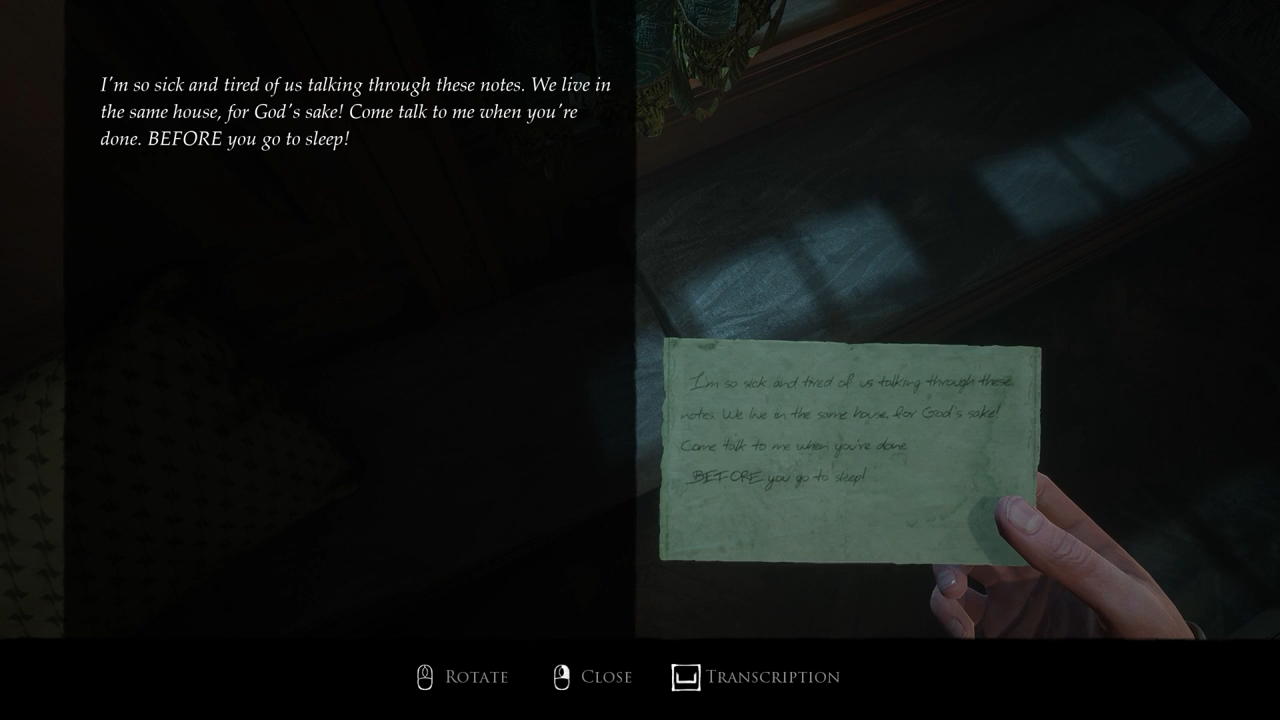 I'm so sick and tired of us talking through these notes. We live in
the same house, for God's sake! Come talk to me when you're
done. BEFORE you go to sleep!
I'm so sick and tired of us talking through these
notes. We live in the same house, for God's sake!
Come talk to me when you're done
BEFORE you go to sleep!
ROTATE CLOSE TRANSCRIPTION